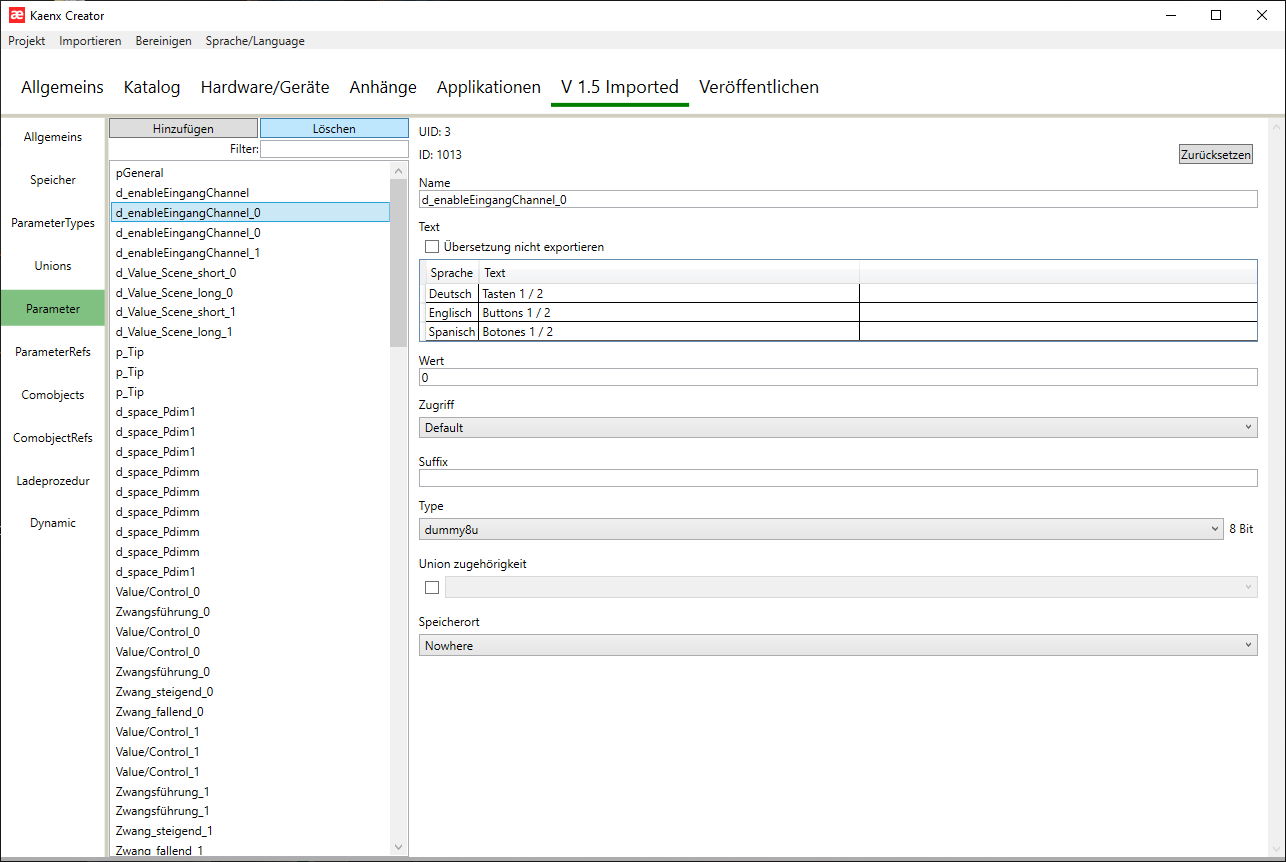 æ Kaenx Creator
Projekt Importieren Bereinigen Sprache/Language
Allgemeins Katalog Hardware/Geräte Anhänge Applikationen V 1.5 Imported Veröffentlichen
Allgemeins
Speicher
ParameterTypes
Unions
Parameter
ParameterRefs
Comobjects
ComobjectRefs
Ladeprozedur
Dynamic
Hinzufügen Löschen
Filter:
pGeneral
d_enableEingangChannel
d_enableEingangChannel_0
d_enableEingangChannel_0
d_enableEingangChannel_1
d_Value_Scene_short_0
d_Value_Scene_long_0
d_Value_Scene_short_1
d_Value_Scene_long_1
p_Tip
p_Tip
p_Tip
d_space_Pdim1
d_space_Pdim1
d_space_Pdim1
d_space_Pdimm
d_space_Pdimm
d_space_Pdimm
d_space_Pdimm
d_space_Pdimm
d_space_Pdim1
Value/Control_0
Zwangsführung_0
Value/Control_0
Value/Control_0
Zwangsführung_0
Zwang_steigend_0
Zwang_fallend_0
Value/Control_1
Value/Control_1
Value/Control_1
Zwangsführung_1
Zwangsführung_1
Zwang_steigend_1
Zwang_fallend_1
UID: 3
ID: 1013
Zurücksetzen
Name
d_enableEingangChannel_0
Text
Übersetzung nicht exportieren
Sprache Text
Deutsch Tasten 1 / 2
Englisch Buttons 1 / 2
Spanisch Botones 1 / 2
Wert
0
Zugriff
Default
Suffix
Type
dummy8u 8 Bit
Union zugehörigkeit
Speicherort
Nowhere